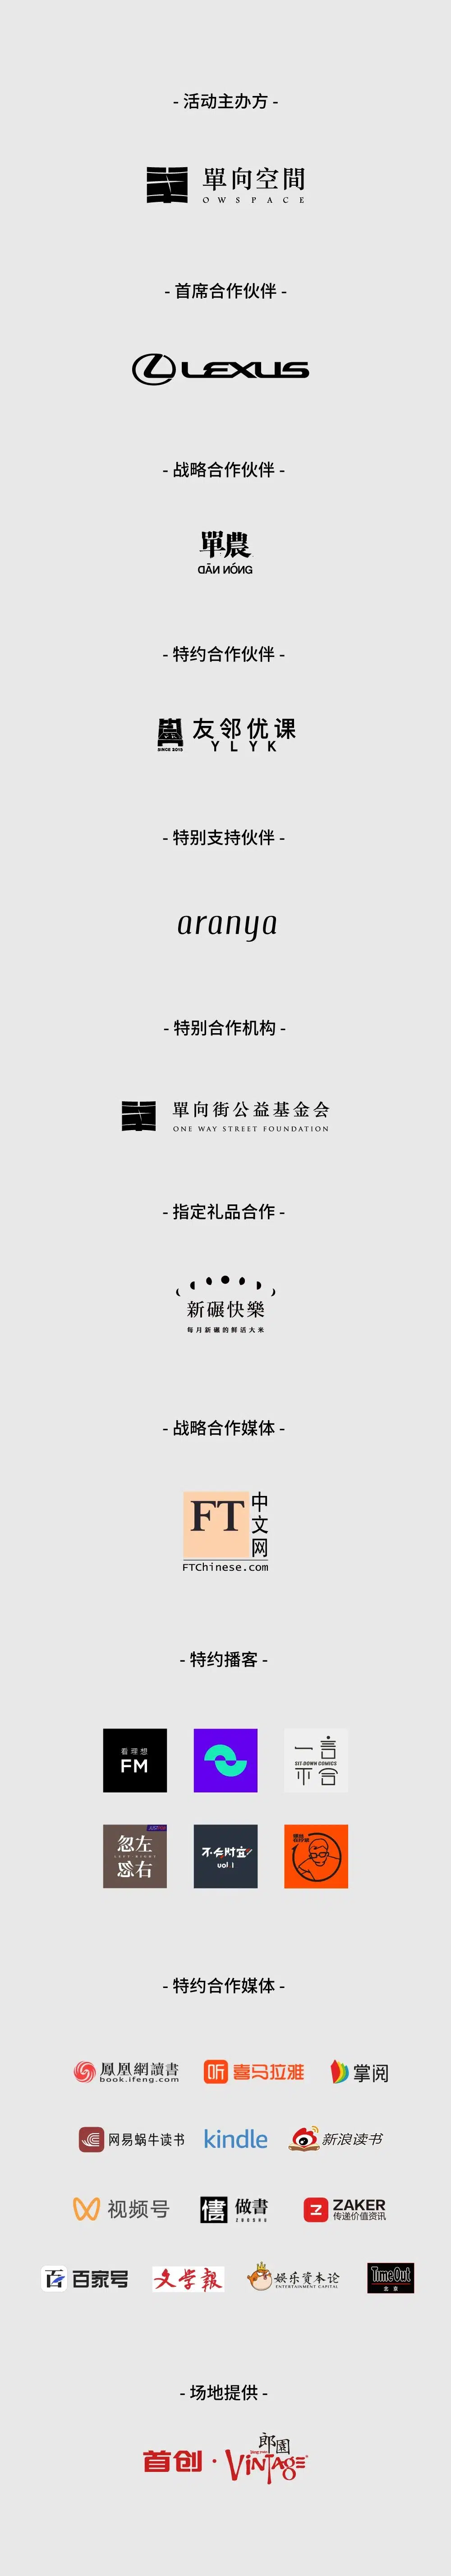 - 活动主办方 -
單向空間
OWSPACE
- 首席合作伙伴 -
LEXUS
- 战略合作伙伴 -
單農
DĀN NÓNG
- 特约合作伙伴 -
友邻优课
YLYK
SINCE 2015
- 特别支持伙伴 -
aranya
- 特别合作机构 -
單向街公益基金会
ONE WAY STREET FOUNDATION
- 指定礼品合作 -
新碾快樂
每月新碾的鲜活大米
- 战略合作媒体 -
FT
中文网
FTChinese.com
- 特约播客 -
看理想
FM
一言不合
SIT-DOWN COMICS
忽左忽右
LEFT RIGHT
不合时宜
vol 1
- 特约合作媒体 -
鳳凰網讀書
book.ifeng.com
听 喜马拉雅
掌阅
网易蜗牛读书
kindle
新浪读书
视频号
做書
ZUOSHU
ZAKER
传递价值资讯
百 百家号
文学報
娱乐資本论
ENTERTAINMENT CAPITAL
TimeOut
北京
- 场地提供 -
首创 · 郎園
VINTAGE